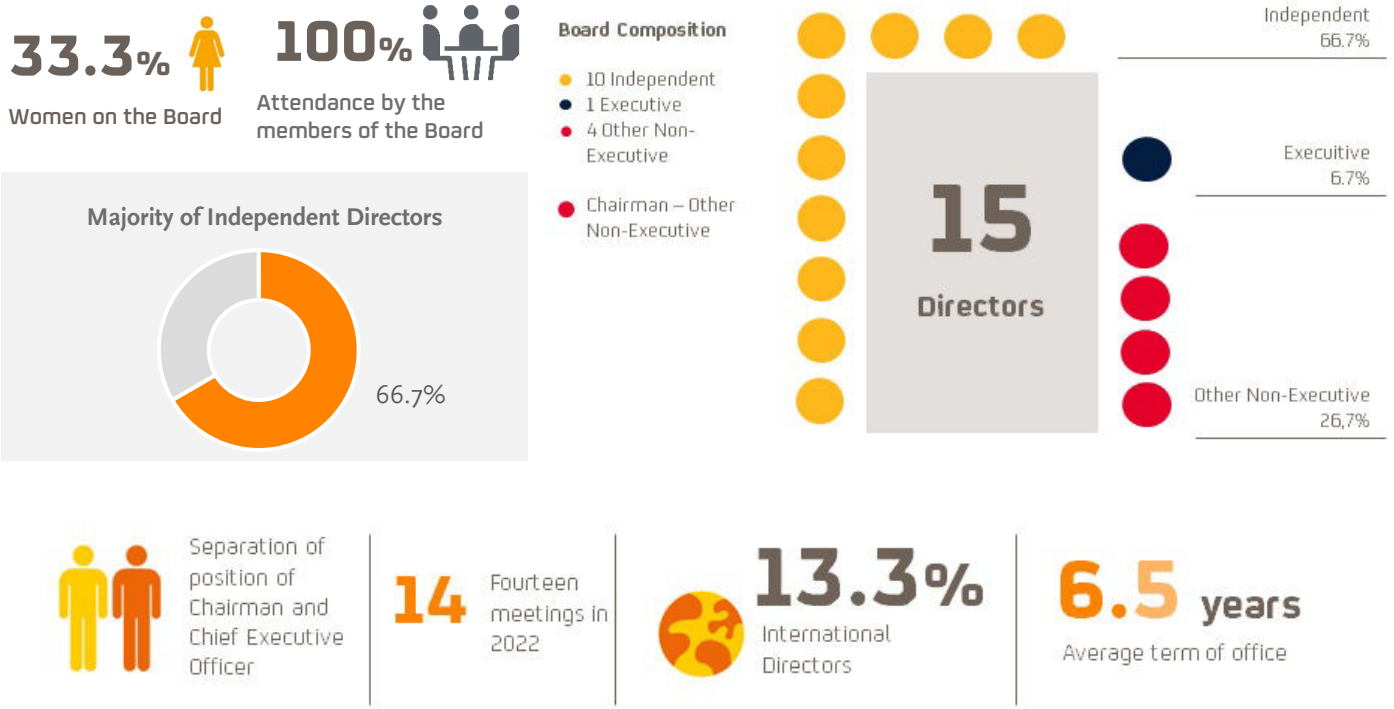 33.3%
Women on the Board
100%
Attendance by the
members of the Board
Majority of Independent Directors
66.7%
Board Composition
10 Independent
1 Executive
4 Other Non-
Executive
Chairman – Other
Non-Executive
15
Directors
Independent
66.7%
Execuitive
6.7%
Other Non-Executive
26,7%
Separation of
position of
Chairman and
Chief Executive
Officer
14
Fourteen
meetings in
2022
13.3%
International
Directors
6.5 years
Average term of office